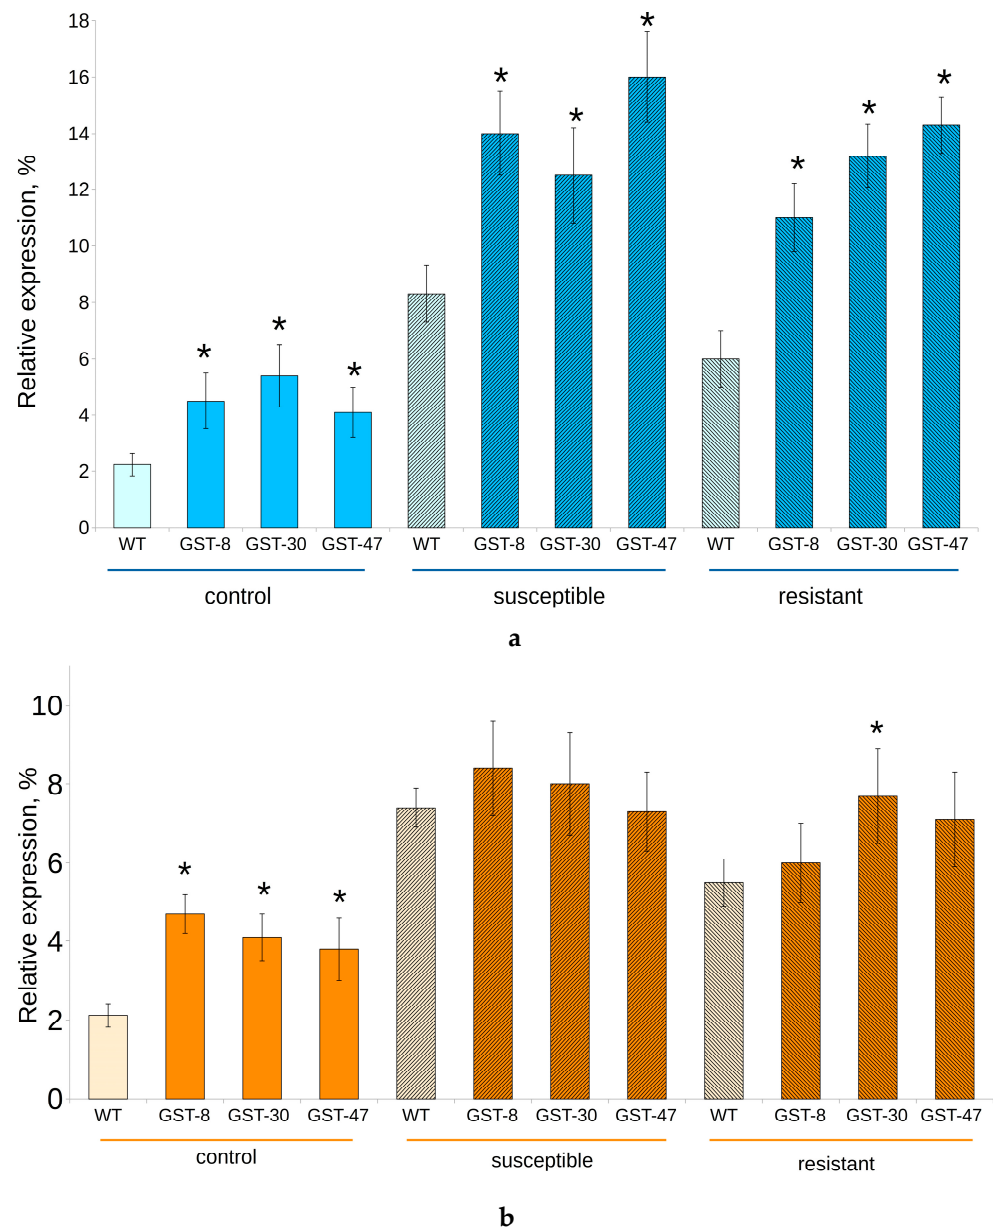 18
16
14
12
10
8
6
4
2
0
Relative expression, %
* * * * * * * * *
WT GST-8 GST-30 GST-47 WT GST-8 GST-30 GST-47 WT GST-8 GST-30 GST-47
control susceptible resistant
a
10
8
6
4
2
0
Relative expression, %
* * * *
WT GST-8 GST-30 GST-47 WT GST-8 GST-30 GST-47 WT GST-8 GST-30 GST-47
control susceptible resistant
b